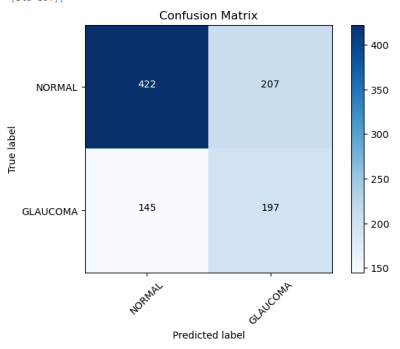 Confusion Matrix
NORMAL 422 207
GLAUCOMA 145 197
True label
NORMAL GLAUCOMA
Predicted label
400
350
300
250
200
150